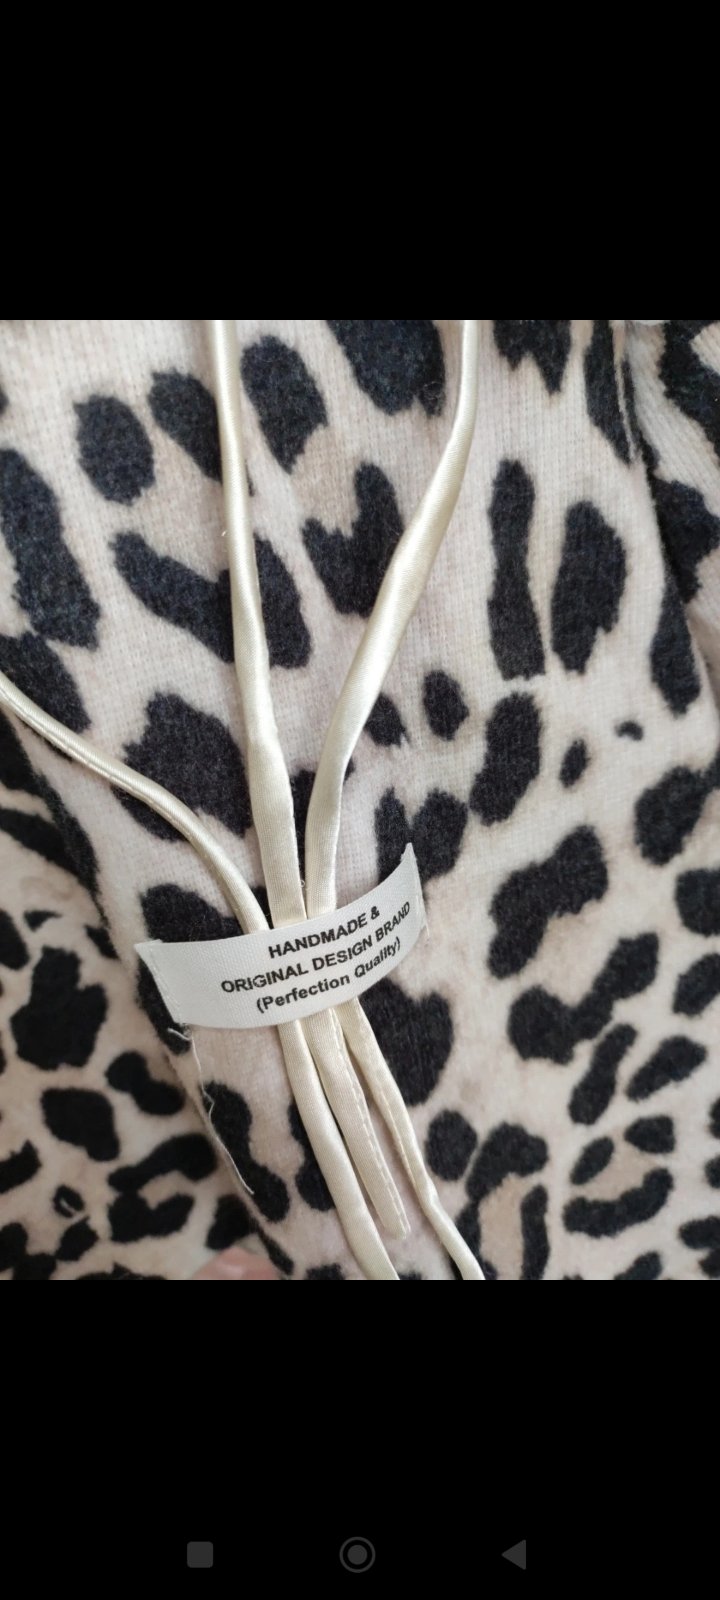 HANDMADE &
ORIGINAL DESIGN BRAND
(Perfection Quality)